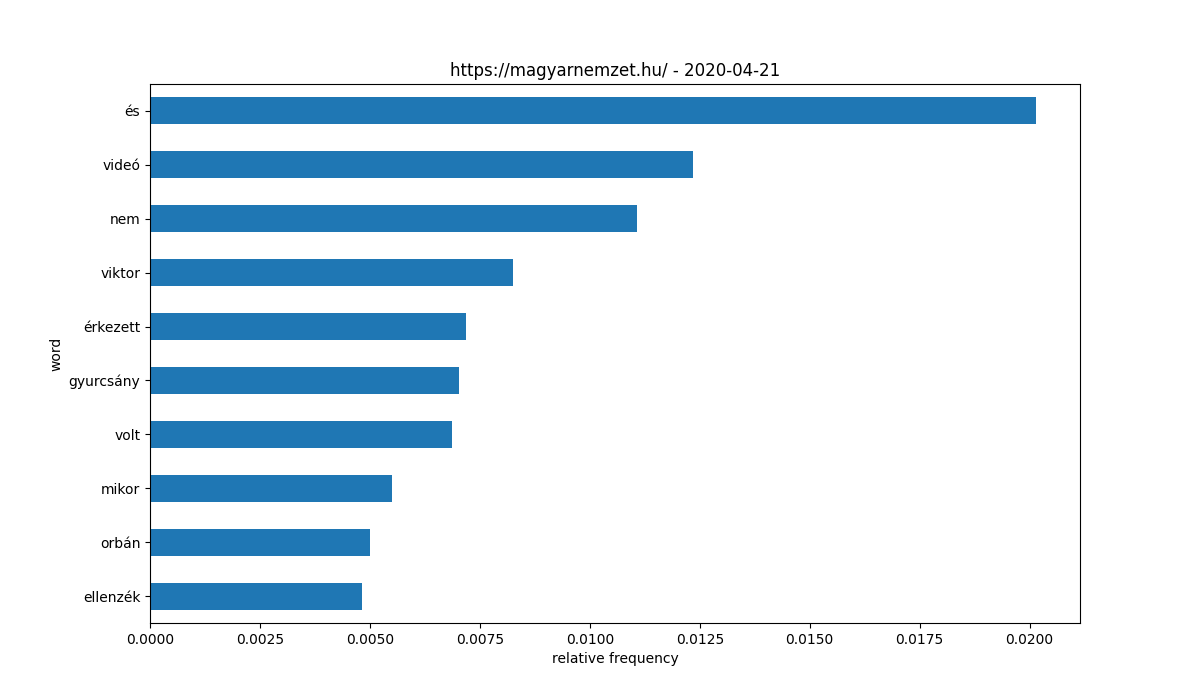 https://magyarnemzet.hu/ - 2020-04-21
és
videó
nem
viktor
érkezett
gyurcsány
volt
mikor
orbán
ellenzék
word
0.0000 0.0025 0.0050 0.0075 0.0100 0.0125 0.0150 0.0175 0.0200
relative frequency